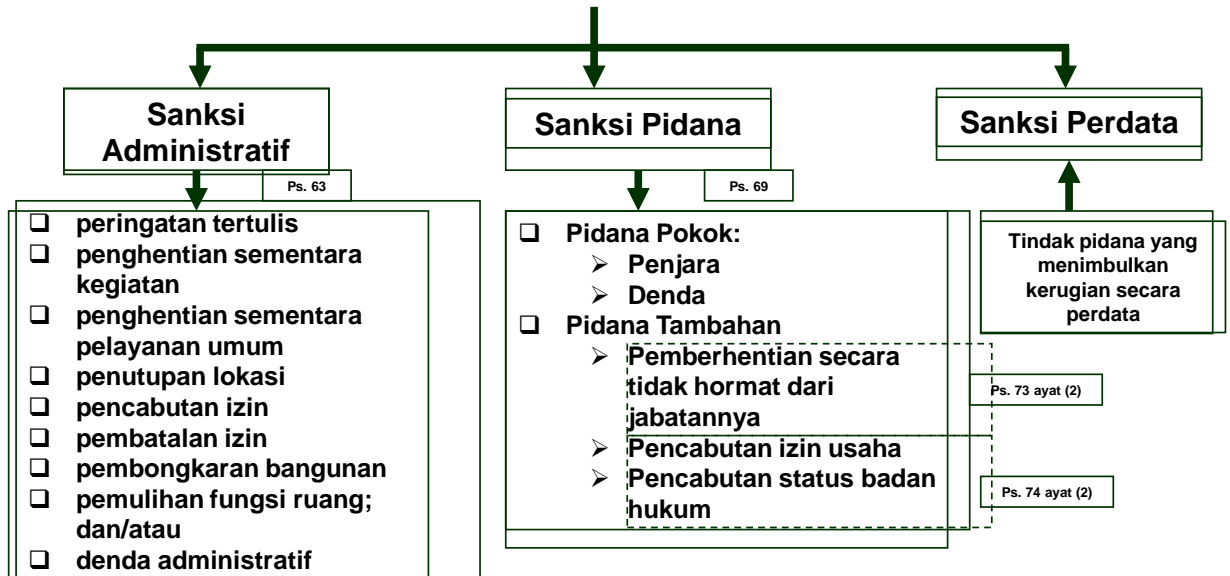 Sanksi
Administratif
Ps. 63
❑ peringatan tertulis
❑ penghentian sementara
kegiatan
❑ penghentian sementara
pelayanan umum
❑ penutupan lokasi
❑ pencabutan izin
❑ pembatalan izin
❑ pembongkaran bangunan
❑ pemulihan fungsi ruang;
dan/atau
❑ denda administratif
Sanksi Pidana
Ps. 69
❑ Pidana Pokok:
➢ Penjara
➢ Denda
❑ Pidana Tambahan
➢ Pemberhentian secara
tidak hormat dari
jabatannya
Ps. 73 ayat (2)
➢ Pencabutan izin usaha
➢ Pencabutan status badan
hukum
Ps. 74 ayat (2)
Sanksi Perdata
Tindak pidana yang
menimbulkan
kerugian secara
perdata